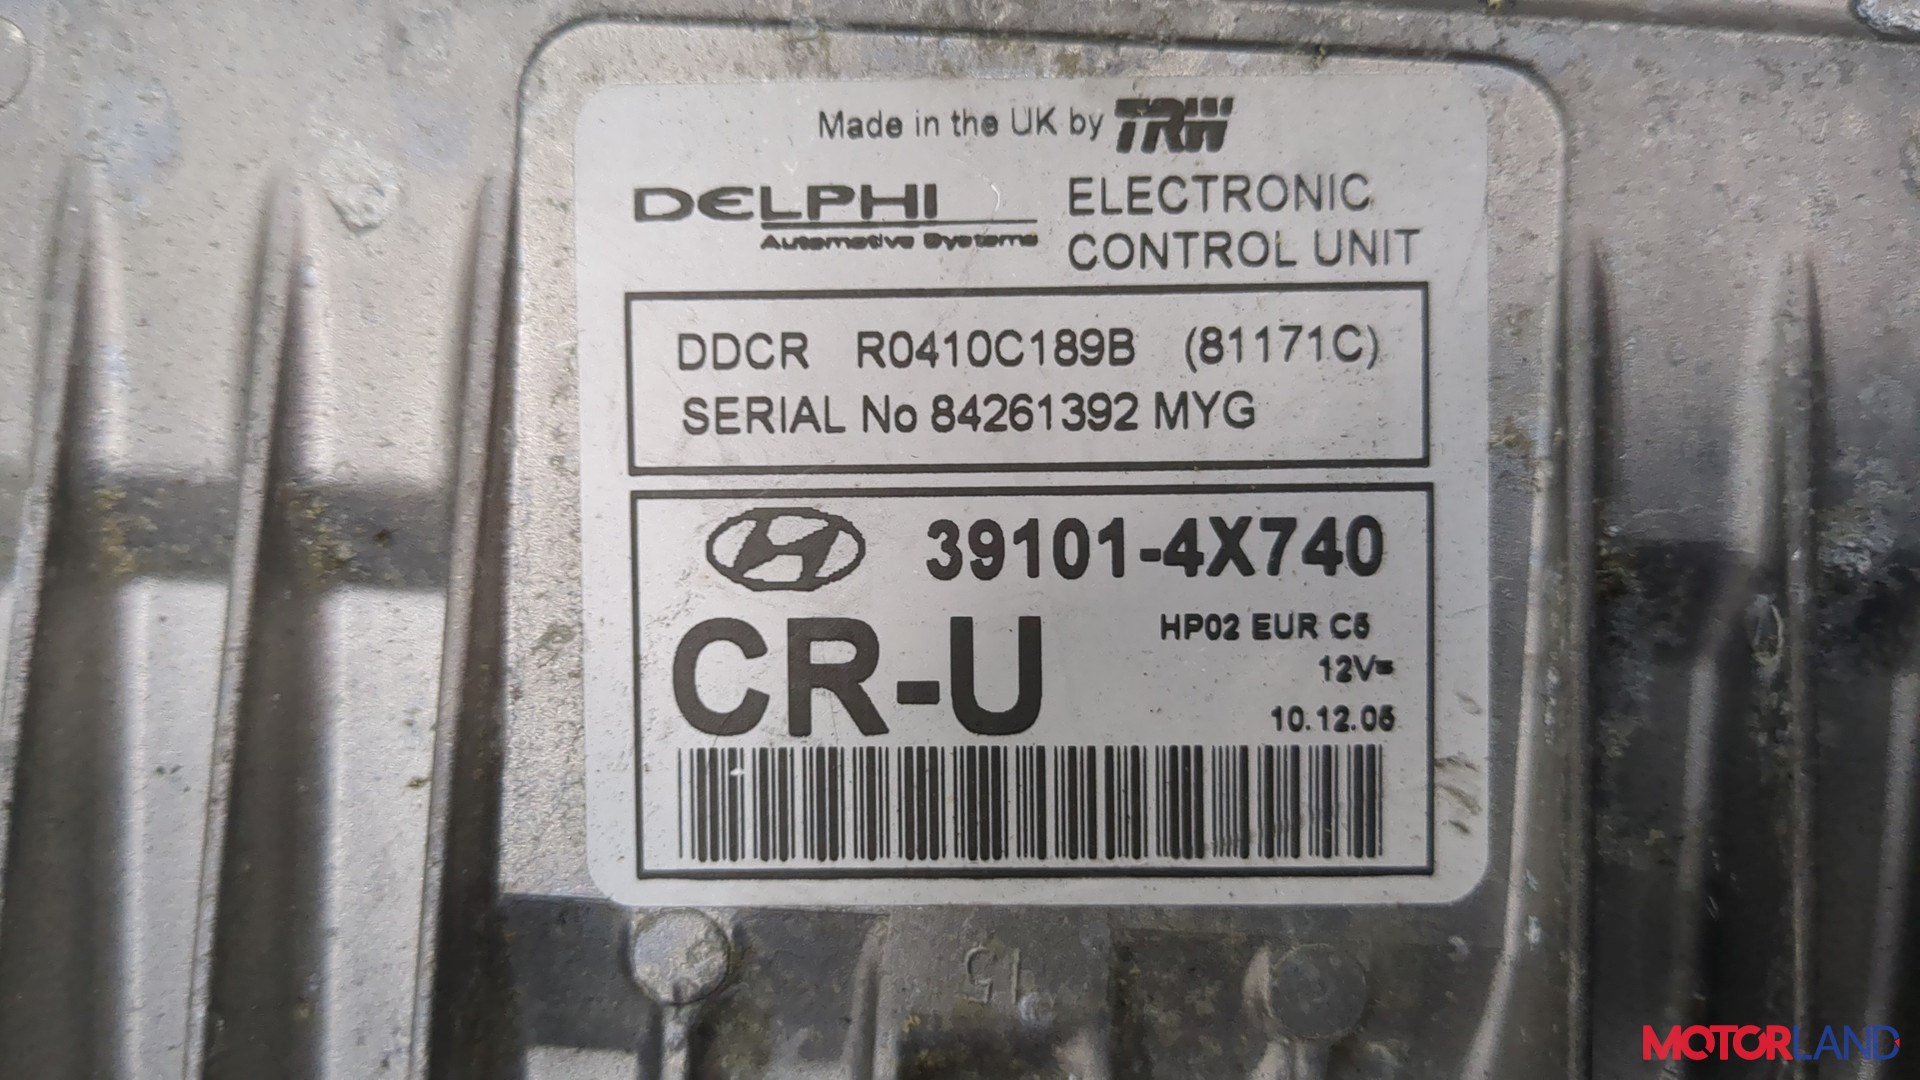 Made in the UK by TRW
DELPHI
Automotive Systems
ELECTRONIC
CONTROL UNIT
DDCR R0410C189B (81171C)
SERIAL No 84261392 MYG
39101-4X740
CR-U
HP02 EUR C5
12V=
10.12.05
15
MOTORLAND